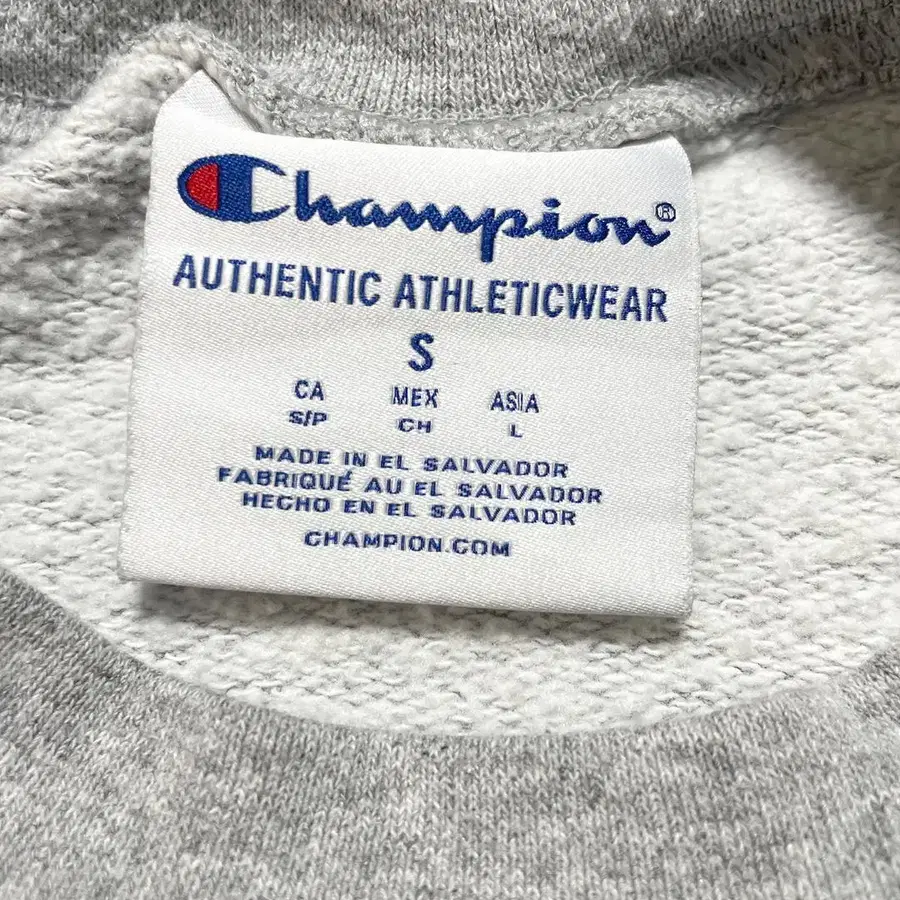 Champion®
AUTHENTIC ATHLETICWEAR
S
CA MEX ASIA
S/P CH L
MADE IN EL SALVADOR
FABRIQUÉ AU EL SALVADOR
HECHO EN EL SALVADOR
CHAMPION.COM